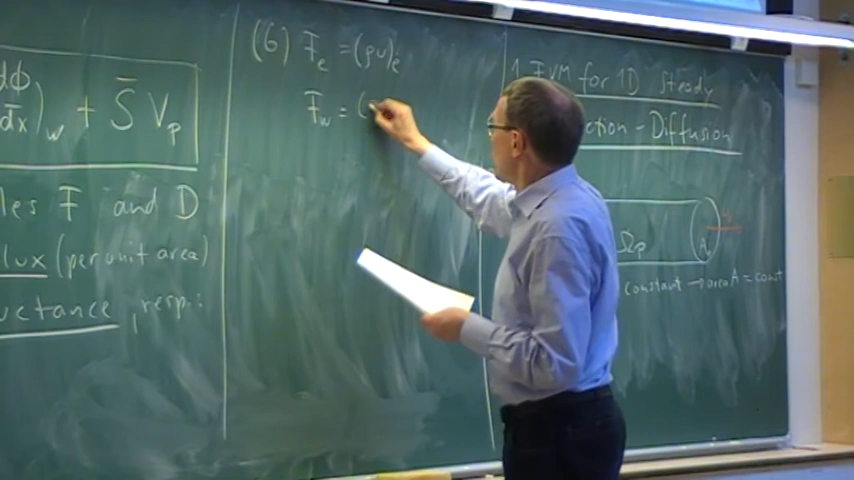 dφ
dx)w + S̄ Vp
les F and D
lux (per unit area)
uctance, resp.:
(6) Fe = (ρu)e
Fw = (
1. FVM for 1D Steady
ction - Diffusion
Ωp
constant → area A = const